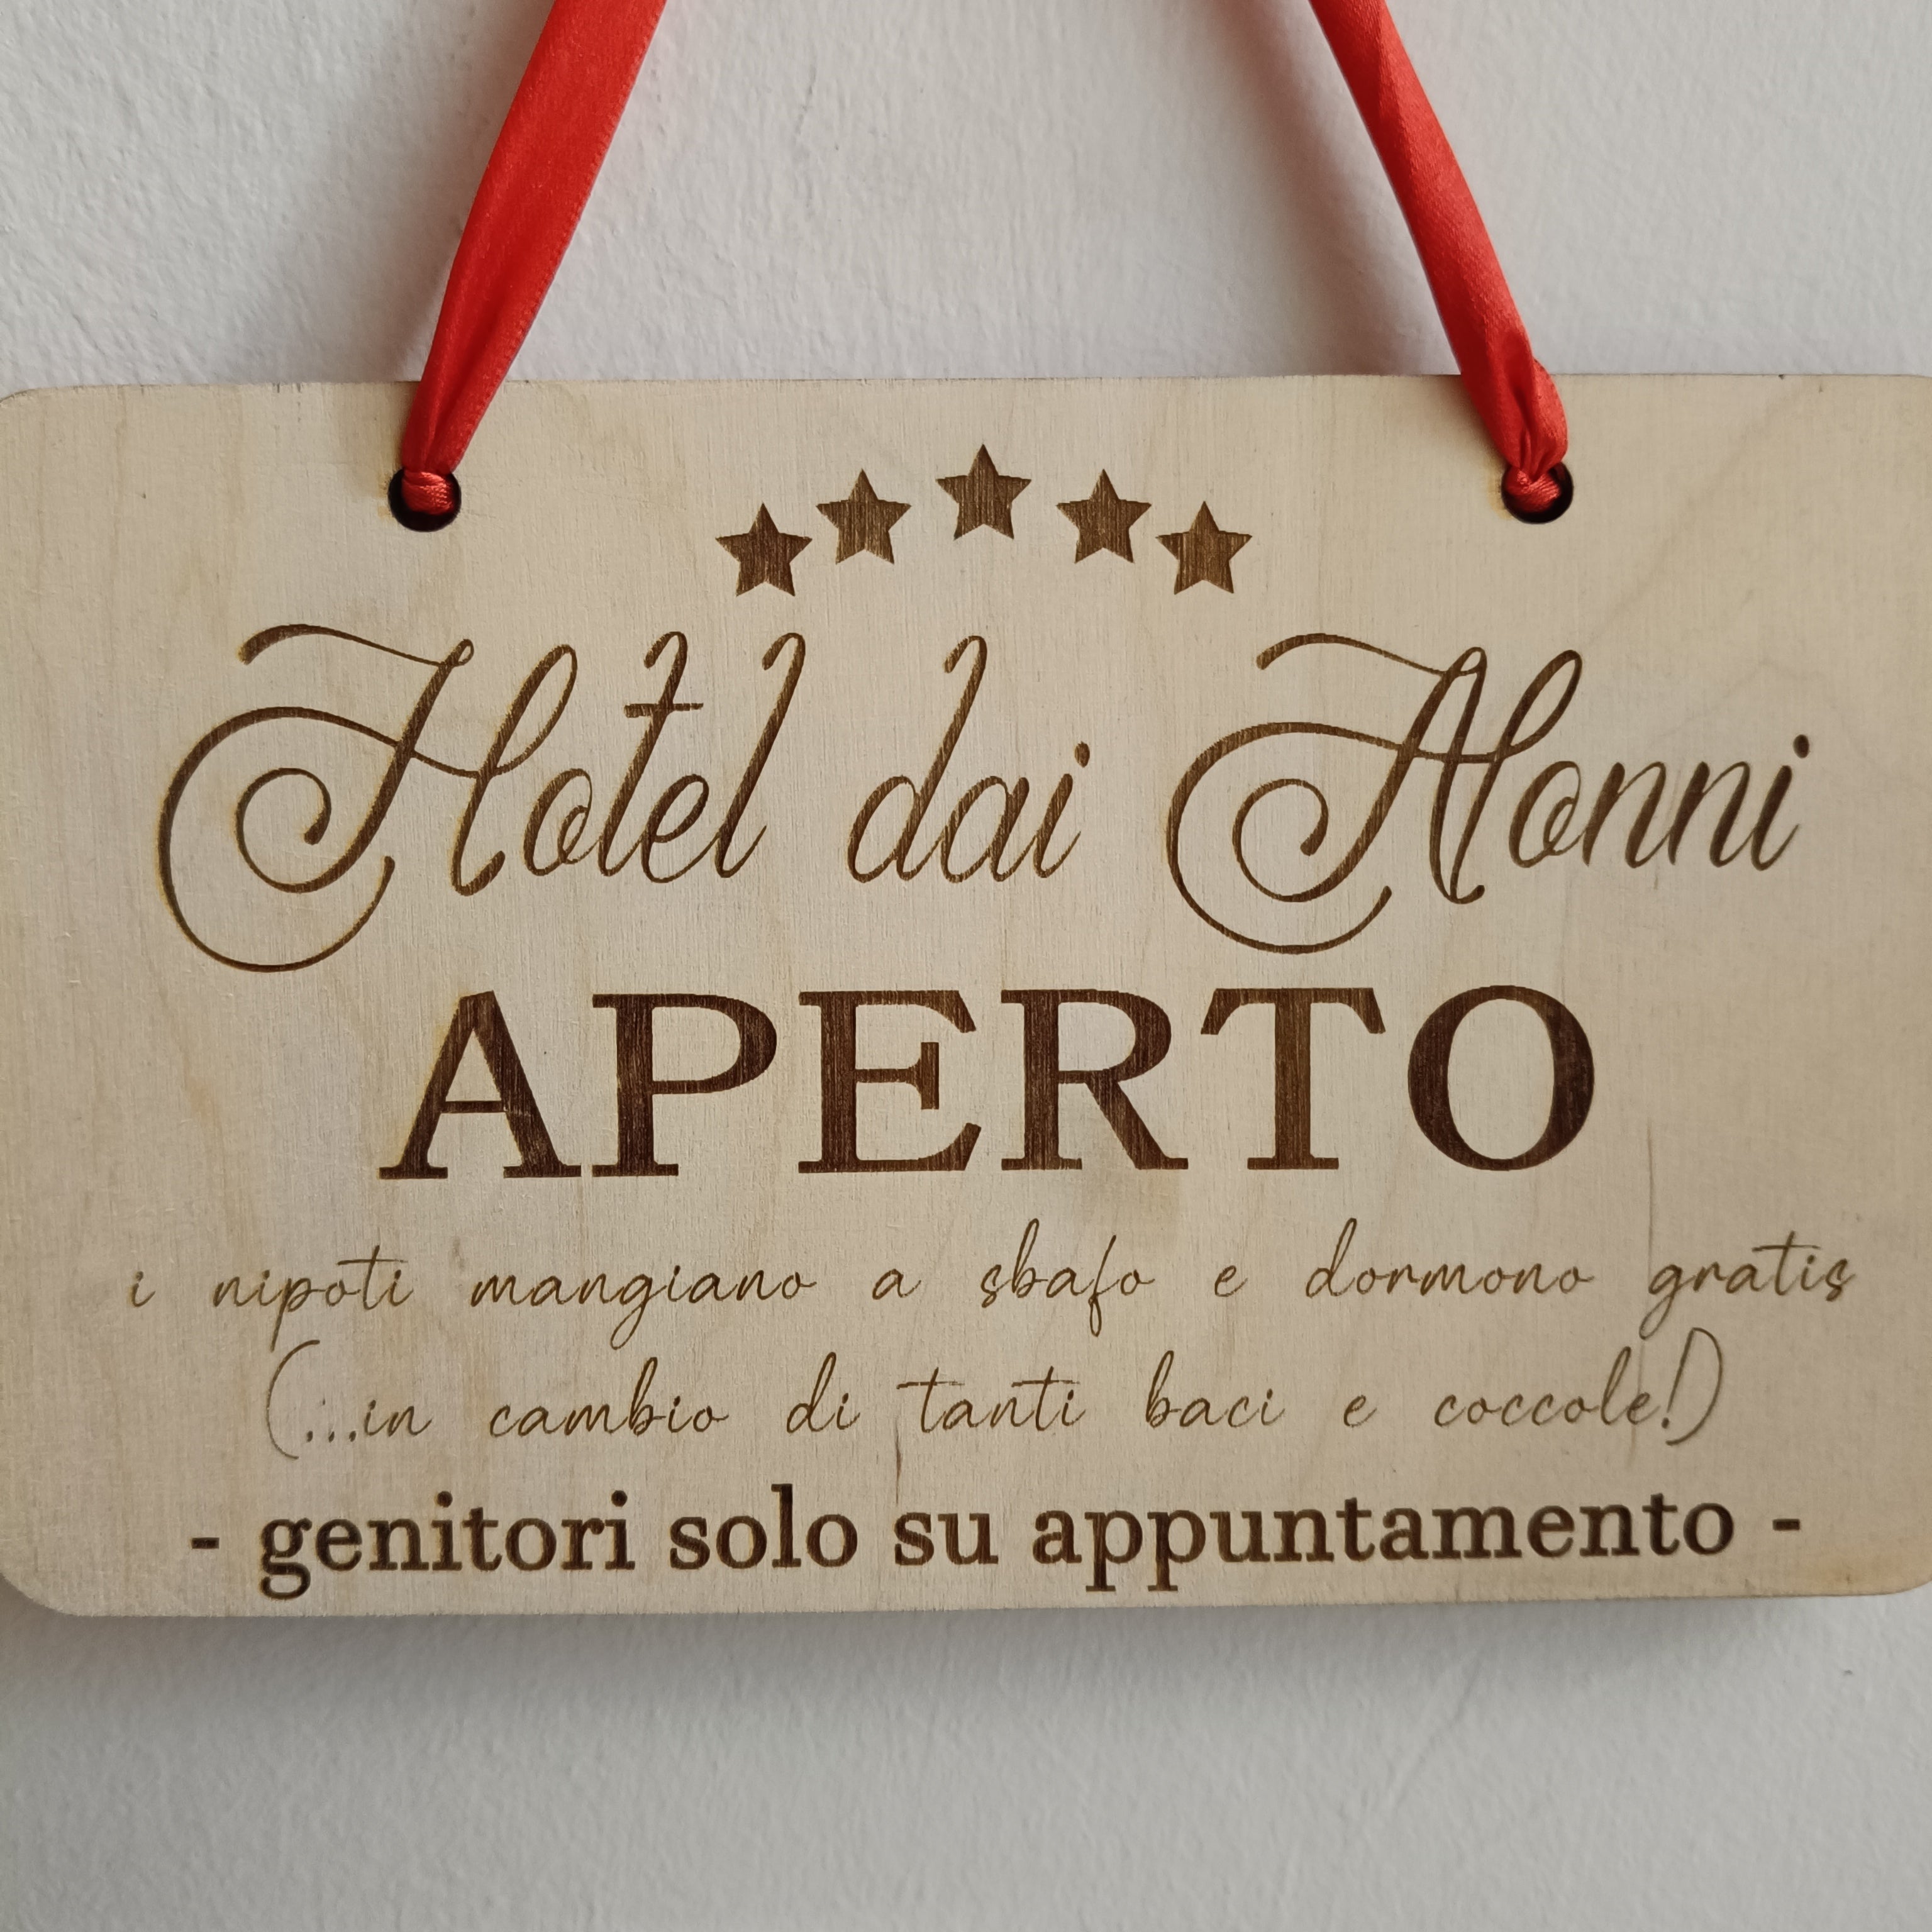 Hotel dai Nonni
APERTO
i nipoti mangiano a sbafo e dormono gratis
(...in cambio di tanti baci e coccole!)
- genitori solo su appuntamento -